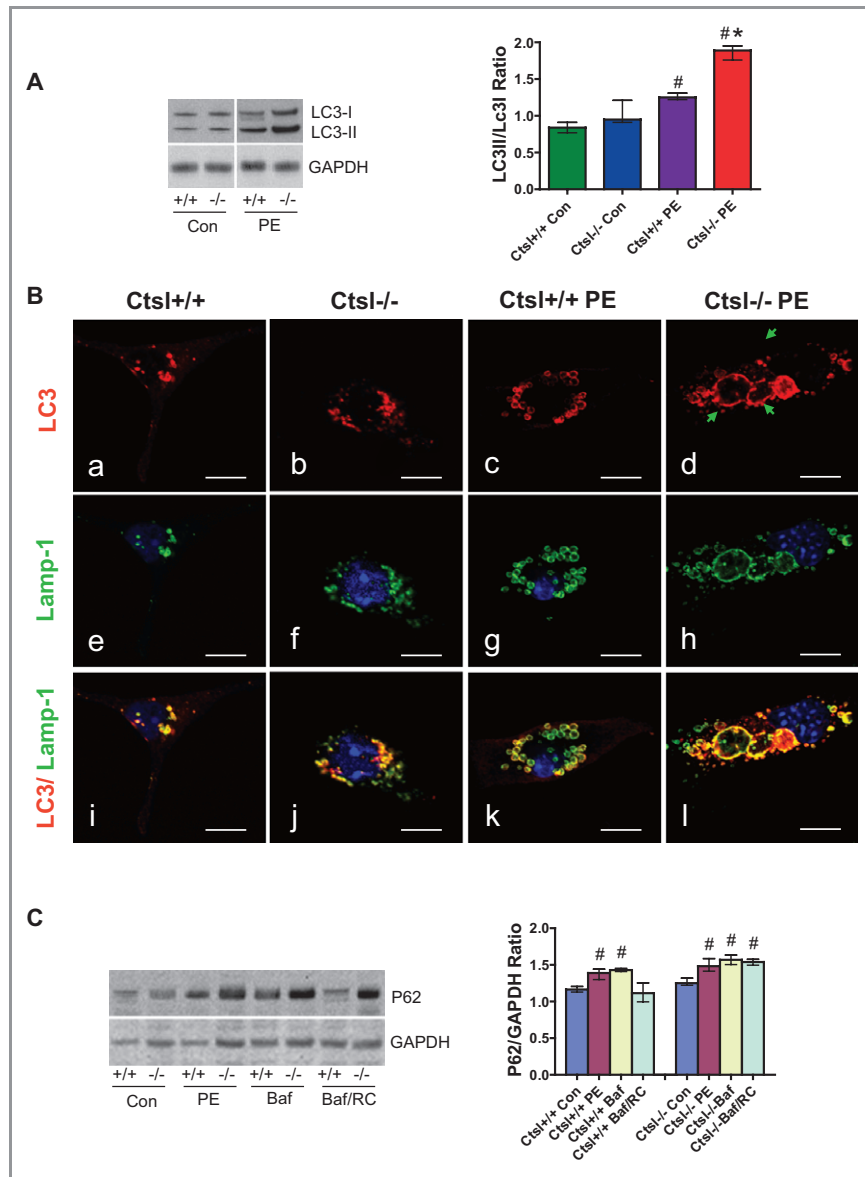 A
LC3-I
LC3-II
GAPDH
+/+ -/- +/+ -/-
Con PE
LC3II/Lc3I Ratio
2.0
1.5
1.0
0.5
0.0
#
#*
Ctsl+/+ Con
Ctsl-/- Con
Ctsl+/+ PE
Ctsl-/- PE
B
Ctsl+/+ Ctsl-/- Ctsl+/+ PE Ctsl-/- PE
LC3
a b c d
Lamp-1
e f g h
LC3/ Lamp-1
i j k l
C
P62
GAPDH
+/+ -/- +/+ -/- +/+ -/- +/+ -/-
Con PE Baf Baf/RC
P62/GAPDH Ratio
2.0
1.5
1.0
0.5
0.0
# # # # #
Ctsl+/+ Con
Ctsl+/+ PE
Ctsl+/+ Baf
Ctsl+/+ Baf/RC
Ctsl-/- Con
Ctsl-/- PE
Ctsl-/-Baf
Ctsl-/-Baf/RC